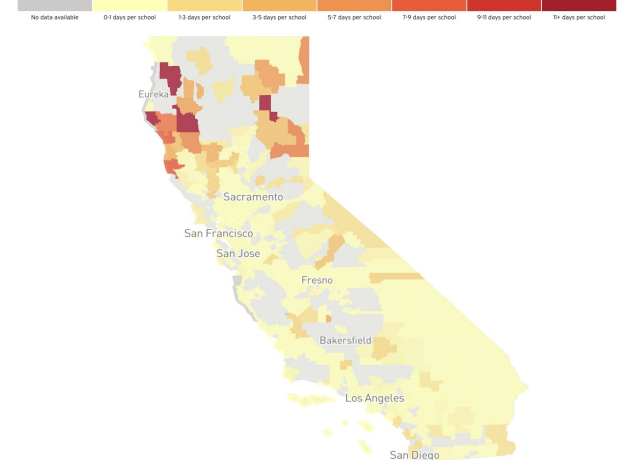 No data available 0-1 days per school 1-3 days per school 3-5 days per school 5-7 days per school 7-9 days per school 9-11 days per school 11+ days per school
Eureka
Sacramento
San Francisco
San Jose
Fresno
Bakersfield
Los Angeles
San Diego